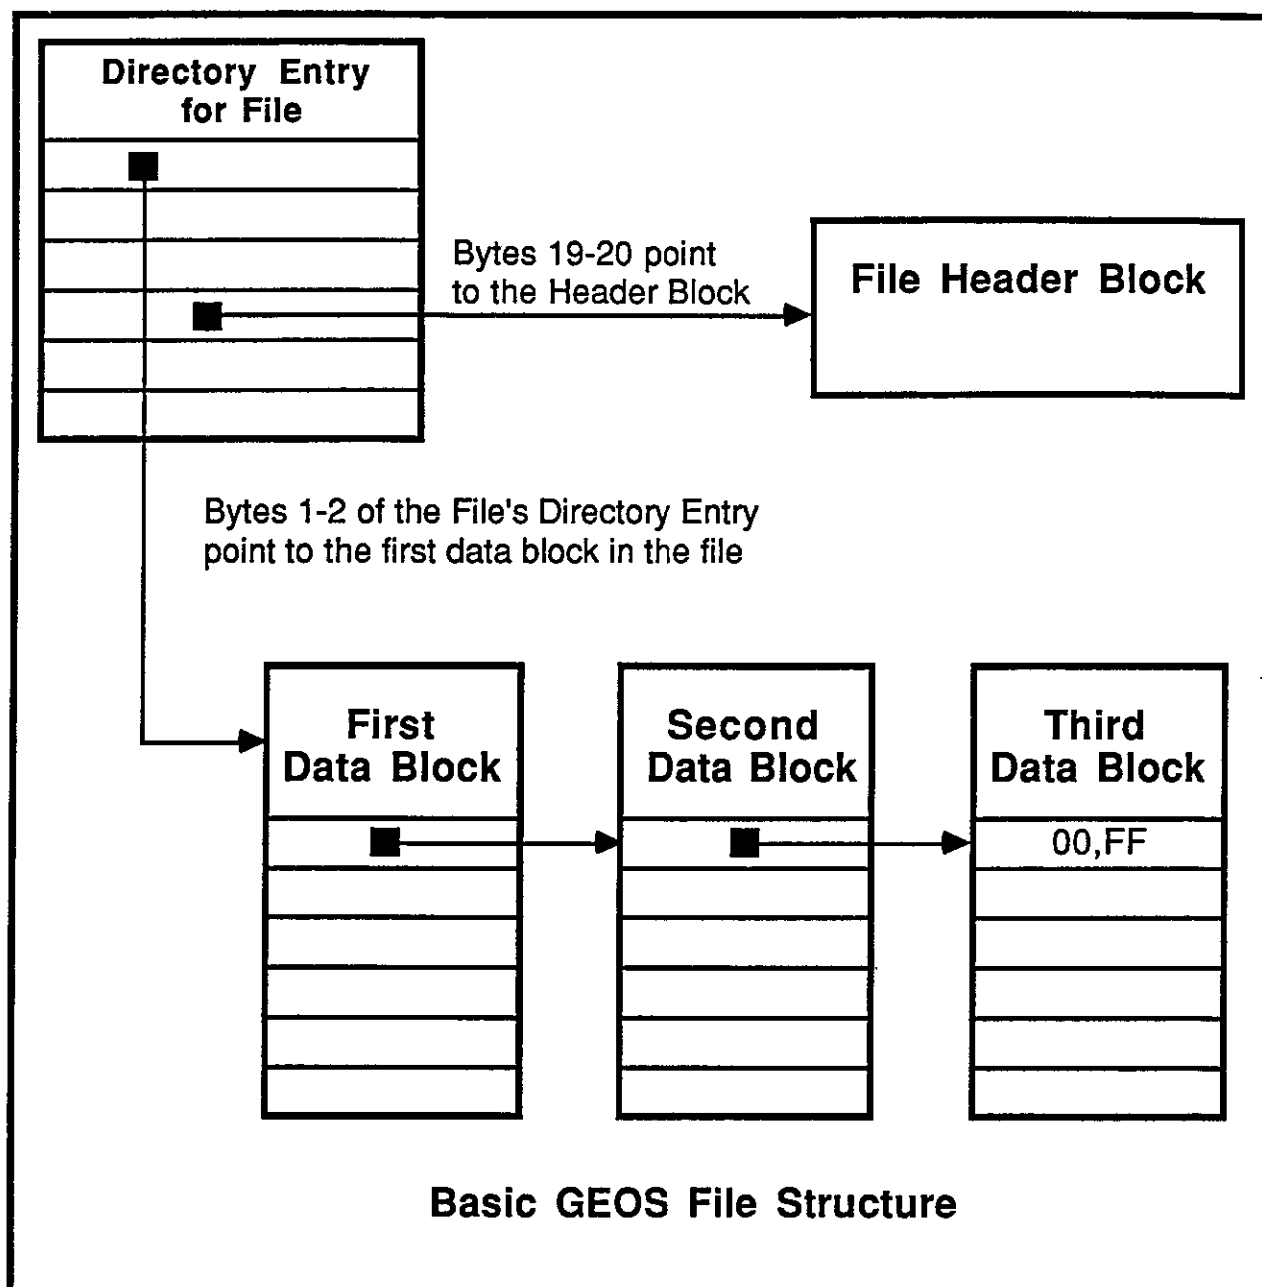 Directory Entry
for File
Bytes 19-20 point
to the Header Block
File Header Block
Bytes 1-2 of the File's Directory Entry
point to the first data block in the file
First
Data Block
Second
Data Block
Third
Data Block
00,FF
Basic GEOS File Structure